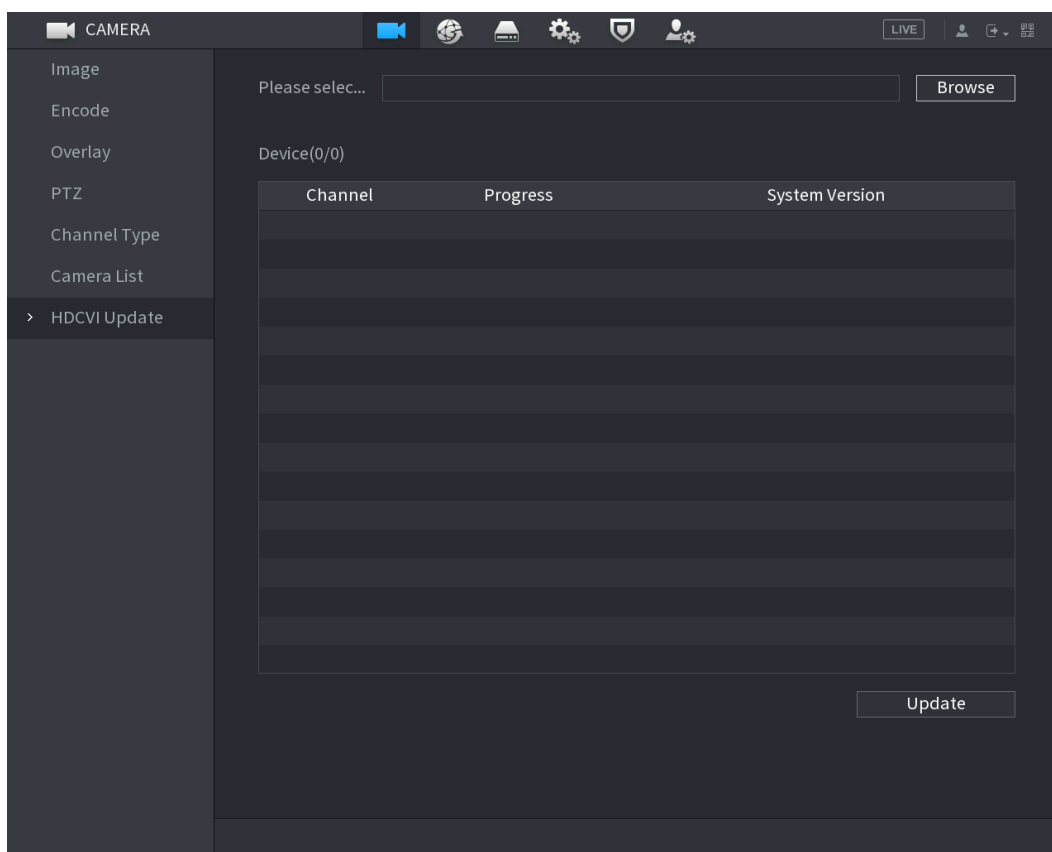 CAMERA
LIVE
Image
Encode
Overlay
PTZ
Channel Type
Camera List
HDCVI Update
Please selec...
Browse
Device(0/0)
Channel Progress System Version
Update